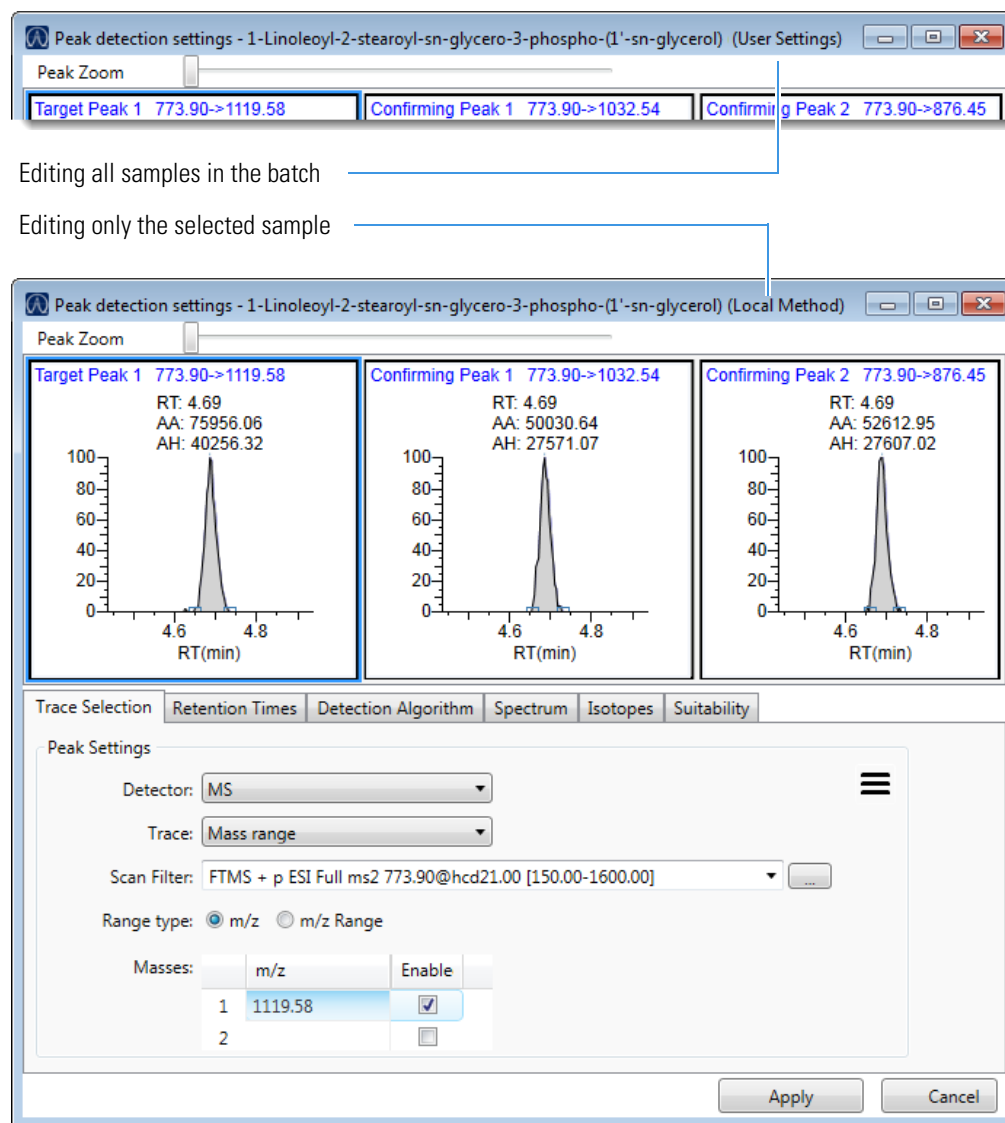 Peak detection settings - 1-Linoleoyl-2-stearoyl-sn-glycero-3-phospho-(1'-sn-glycerol) (User Settings)
Peak Zoom
Target Peak 1 773.90->1119.58 Confirming Peak 1 773.90->1032.54 Confirming Peak 2 773.90->876.45
Editing all samples in the batch
Editing only the selected sample
Peak detection settings - 1-Linoleoyl-2-stearoyl-sn-glycero-3-phospho-(1'-sn-glycerol) (Local Method)
Peak Zoom
Target Peak 1 773.90->1119.58
RT: 4.69
AA: 75956.06
AH: 40256.32
100
80
60
40
20
0
4.6 4.8
RT(min)
Confirming Peak 1 773.90->1032.54
RT: 4.69
AA: 50030.64
AH: 27571.07
100
80
60
40
20
0
4.6 4.8
RT(min)
Confirming Peak 2 773.90->876.45
RT: 4.69
AA: 52612.95
AH: 27607.02
100
80
60
40
20
0
4.6 4.8
RT(min)
Trace Selection Retention Times Detection Algorithm Spectrum Isotopes Suitability
Peak Settings
Detector: MS
Trace: Mass range
Scan Filter: FTMS + p ESI Full ms2 773.90@hcd21.00 [150.00-1600.00] ...
Range type: m/z m/z Range
Masses: m/z Enable
1 1119.58
2
Apply Cancel